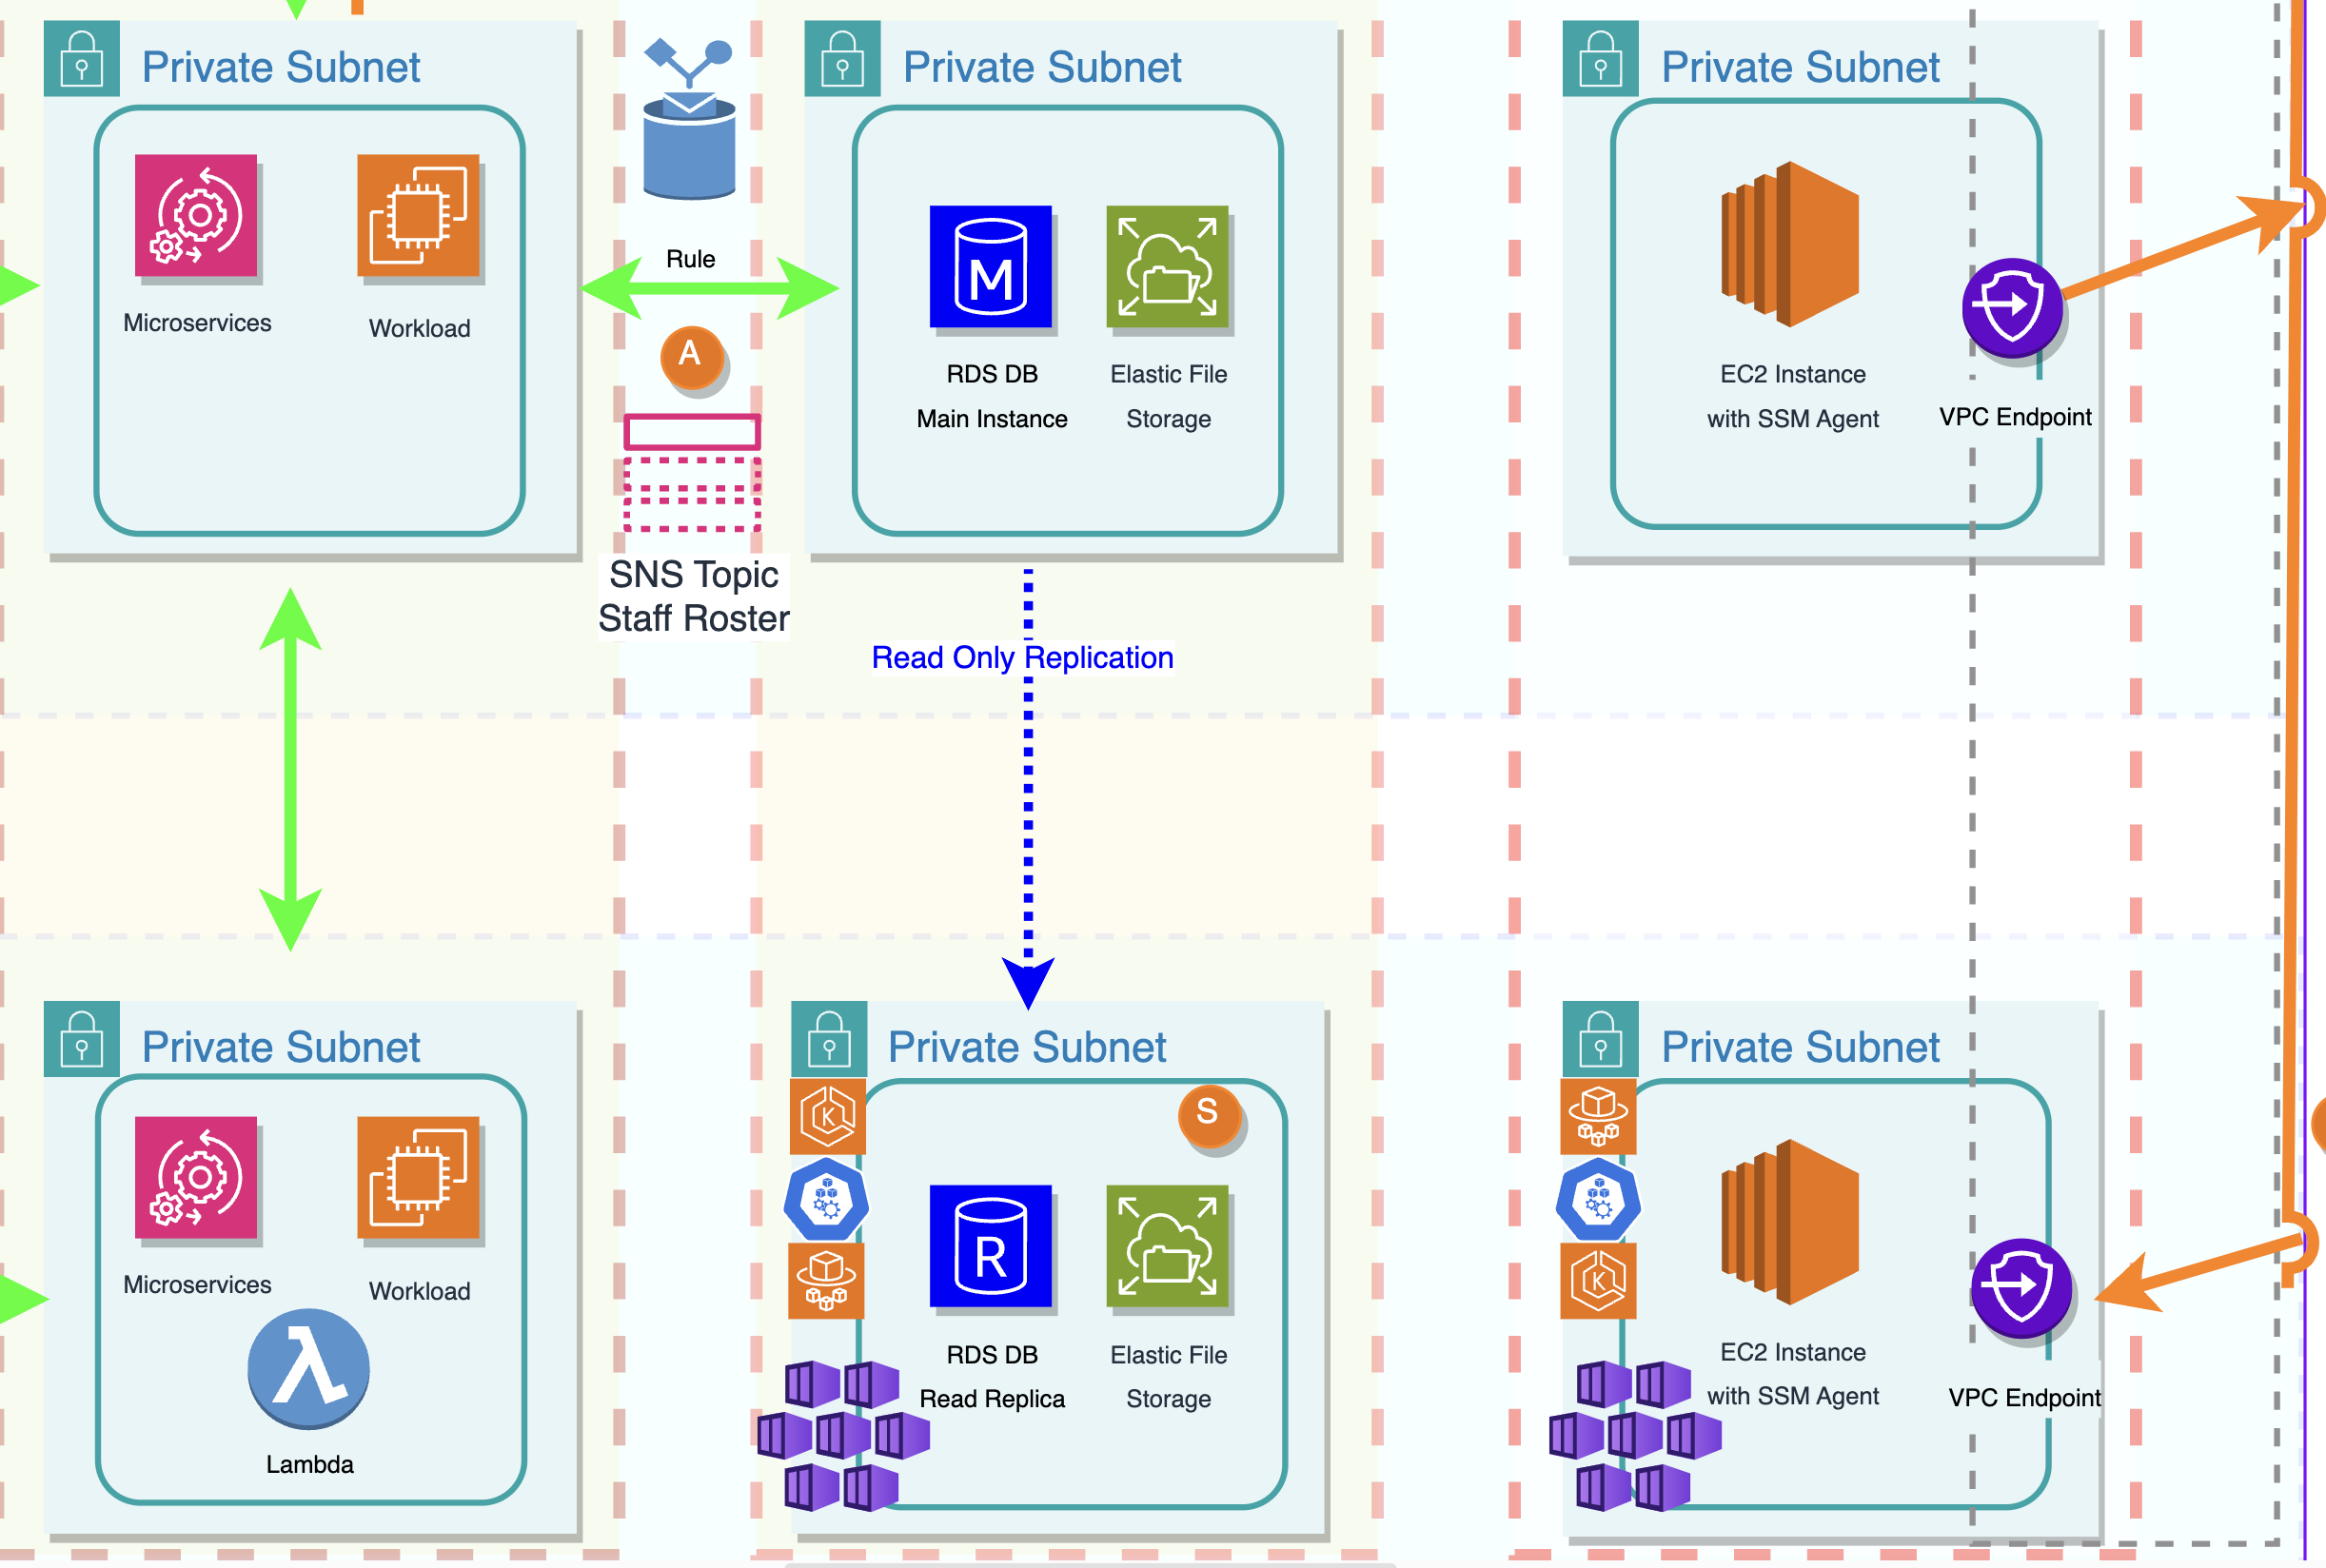 Private Subnet
Microservices
Workload
Rule
A
SNS Topic
Staff Roster
Private Subnet
M
RDS DB
Main Instance
Elastic File
Storage
Private Subnet
EC2 Instance
with SSM Agent
VPC Endpoint
Read Only Replication
Private Subnet
Microservices
Workload
Lambda
Private Subnet
K
S
R
RDS DB
Read Replica
Elastic File
Storage
Private Subnet
K
EC2 Instance
with SSM Agent
VPC Endpoint